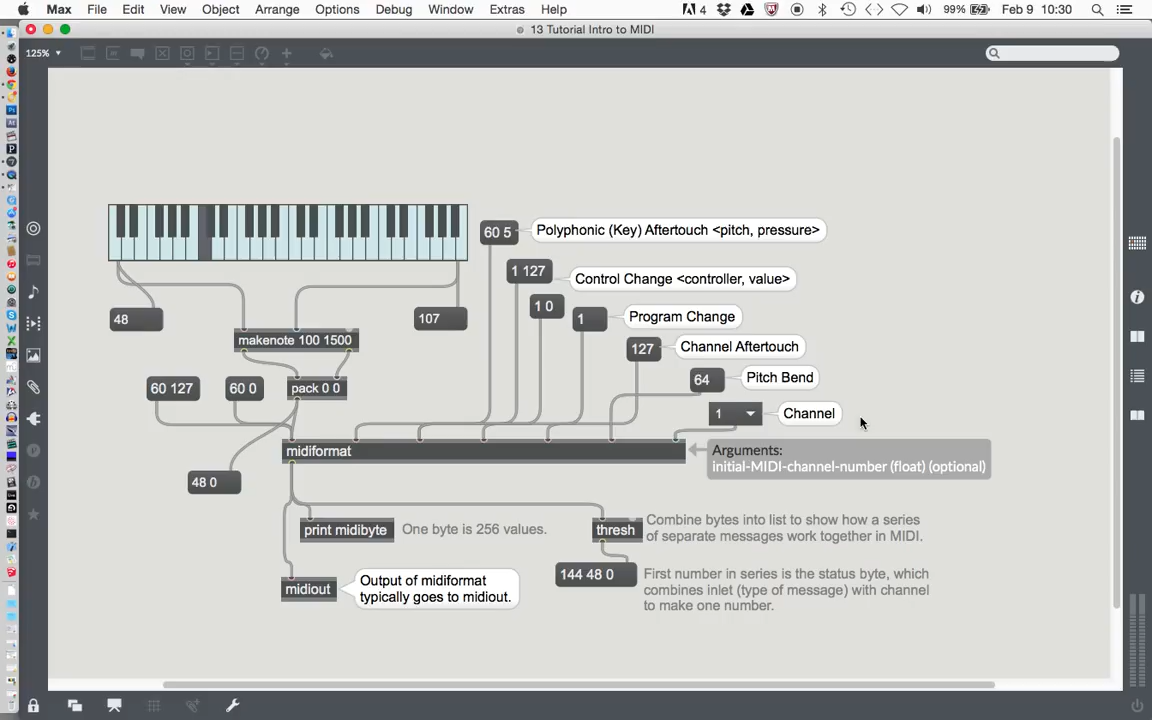 Max File Edit View Object Arrange Options Debug Window Extras Help
4 99% Feb 9 10:30
13 Tutorial Intro to MIDI
125%
60 5
Polyphonic (Key) Aftertouch <pitch, pressure>
1 127
Control Change <controller, value>
1 0
48
107
1
Program Change
makenote 100 1500
127
Channel Aftertouch
64
Pitch Bend
60 127
60 0
pack 0 0
1
Channel
midiformat
Arguments:
initial-MIDI-channel-number (float) (optional)
48 0
print midibyte
One byte is 256 values.
thresh
Combine bytes into list to show how a series
of separate messages work together in MIDI.
144 48 0
First number in series is the status byte, which
combines inlet (type of message) with channel
to make one number.
midiout
Output of midiformat
typically goes to midiout.